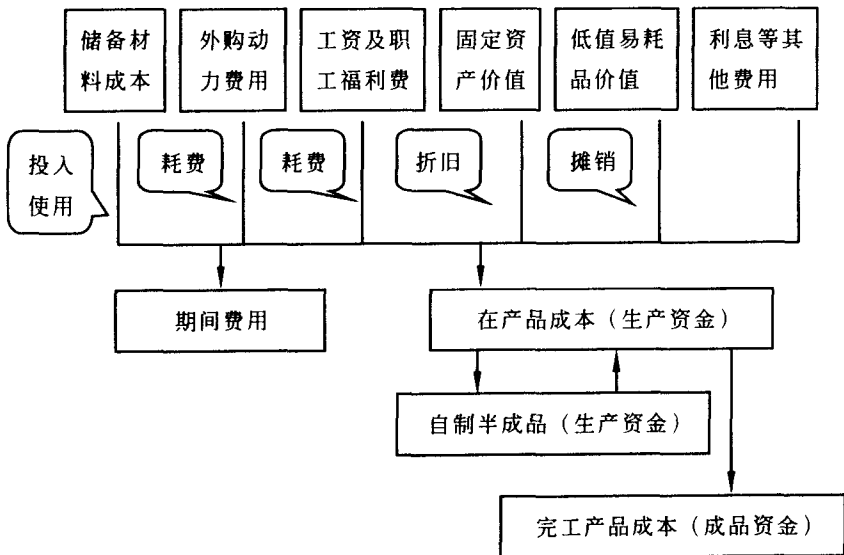 储备材
料成本
外购动
力费用
工资及职
工福利费
固定资
产价值
低值易耗
品价值
利息等其
他费用
投入
使用
耗费
耗费
折旧
摊销
期间费用
在产品成本（生产资金）
自制半成品（生产资金）
完工产品成本（成品资金）